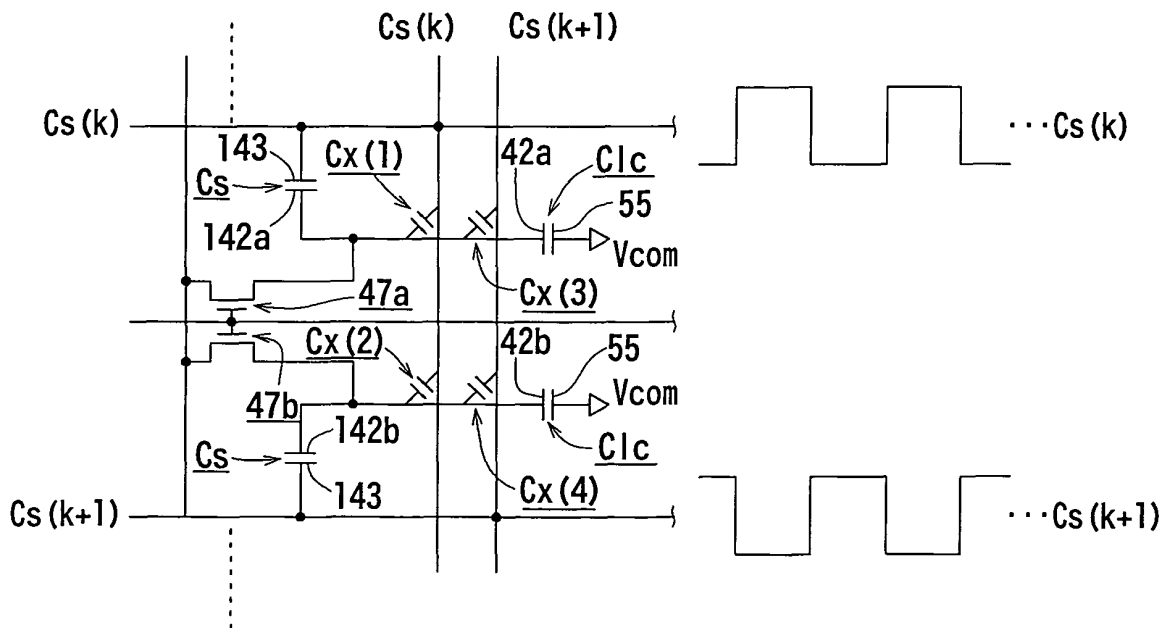 Cs(k) Cs(k+1)
Cs(k)
···Cs(k)
143
Cs
142a
Cx(1)
42a
Clc
55
Vcom
47a
Cx(3)
Cx(2)
42b
55
Vcom
47b
142b
Cs
143
Clc
Cx(4)
Cs(k+1)
···Cs(k+1)